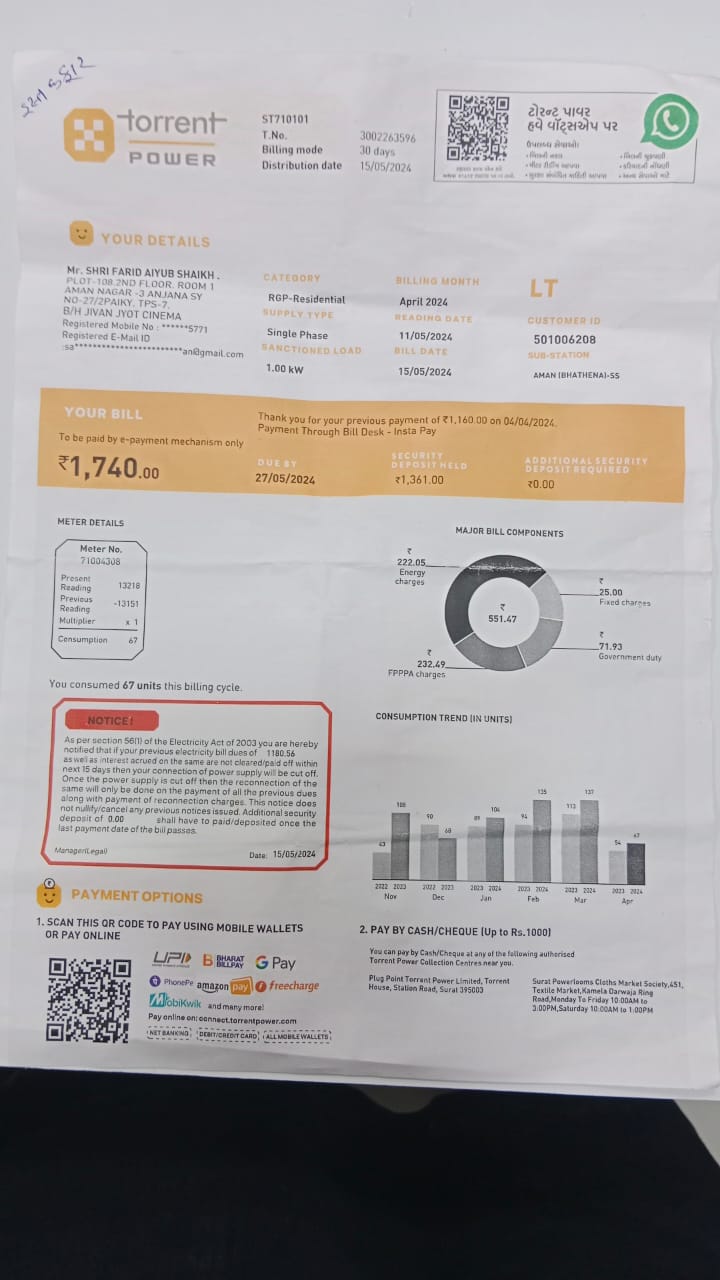 torrent
POWER
ST710101
T.No. 3002263596
Billing mode 30 days
Distribution date 15/05/2024
ટોરન્ટ પાવર
હવે વૉટ્સએપ પર
ઉપલબ્ધ સેવાઓ:
YOUR DETAILS
Mr. SHRI FARID AIYUB SHAIKH .
PLOT-108,2ND FLOOR, ROOM 1
AMAN NAGAR -3 ANJANA SY
NO-27/2PAIKY, TPS-7,
B/H JIVAN JYOT CINEMA
Registered Mobile No : ******5771
Registered E-Mail ID
:sa***********************an@gmail.com
CATEGORY
RGP-Residential
SUPPLY TYPE
Single Phase
SANCTIONED LOAD
1.00 kW
BILLING MONTH
April 2024
READING DATE
11/05/2024
BILL DATE
15/05/2024
LT
CUSTOMER ID
501006208
SUB-STATION
AMAN (BHATHENA)-SS
YOUR BILL
To be paid by e-payment mechanism only
₹1,740.00
Thank you for your previous payment of ₹1,160.00 on 04/04/2024.
Payment Through Bill Desk - Insta Pay
DUE BY
27/05/2024
SECURITY
DEPOSIT HELD
₹1,361.00
ADDITIONAL SECURITY
DEPOSIT REQUIRED
₹0.00
METER DETAILS
Meter No.
71004308
Present
Reading 13218
Previous
Reading -13151
Multiplier x 1
Consumption 67
You consumed 67 units this billing cycle.
MAJOR BILL COMPONENTS
₹
222.05
Energy
charges
₹
25.00
Fixed charges
₹
551.47
₹
71.93
Government duty
₹
232.49
FPPPA charges
NOTICE!
As per section 56(1) of the Electricity Act of 2003 you are hereby
notified that if your previous electricity bill dues of 1180.56
as well as interest accrued on the same are not cleared/paid off within
next 15 days then your connection of power supply will be cut off.
Once the power supply is cut off then the reconnection of the
same will only be done on the payment of all the previous dues
along with payment of reconnection charges. This notice does
not nullify/cancel any previous notices issued. Additional security
deposit of 0.00 shall have to paid/deposited once the
last payment date of the bill passes.
Manager(Legal) Date: 15/05/2024
CONSUMPTION TREND (IN UNITS)
90 68 104 94 135 113 137 54 67
2022 2023 2022 2023 2023 2024 2023 2024 2023 2024 2023 2024
Nov Dec Jan Feb Mar Apr
PAYMENT OPTIONS
1. SCAN THIS QR CODE TO PAY USING MOBILE WALLETS
OR PAY ONLINE
UPI BHARAT BILLPAY G Pay
PhonePe amazon pay freecharge
MobiKwik and many more!
Pay online on: connect.torrentpower.com
NET BANKING DEBIT/CREDIT CARD ALL MOBILE WALLETS
2. PAY BY CASH/CHEQUE (Up to Rs.1000)
You can pay by Cash/Cheque at any of the following authorised
Torrent Power Collection Centres near you.
Plug Point Torrent Power Limited, Torrent
House, Station Road, Surat 395003
Surat Powerlooms Cloths Market Society,451,
Textile Market,Kamela Darwaja Ring
Road,Monday To Friday 10:00AM to
3:00PM,Saturday 10:00AM to 1:00PM